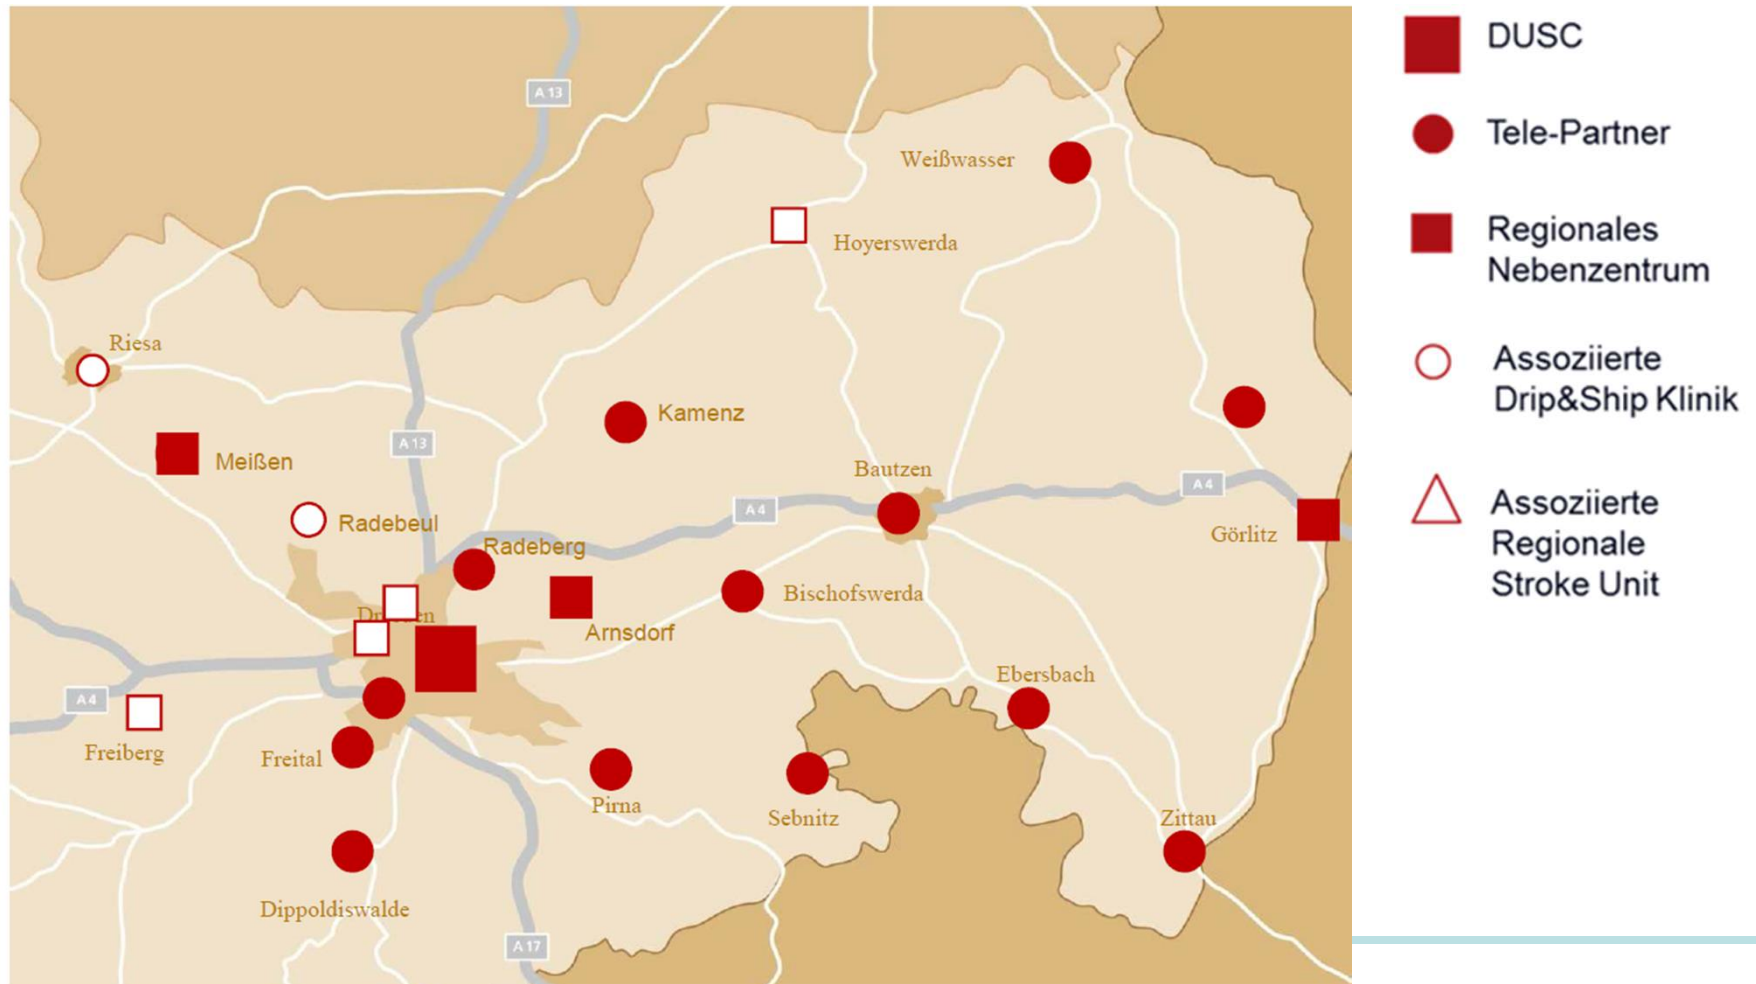 A 13
Weißwasser
Hoyerswerda
Riesa
Kamenz
A 13
Meißen
Bautzen
A 4
A 4
Radebeul
Görlitz
Radeberg
Bischofswerda
Arnsdorf
Ebersbach
A 4
Freiberg
Freital
Pirna
Sebnitz
Zittau
Dippoldiswalde
A 17
DUSC
Tele-Partner
Regionales
Nebenzentrum
Assoziierte
Drip&Ship Klinik
Assoziierte
Regionale
Stroke Unit